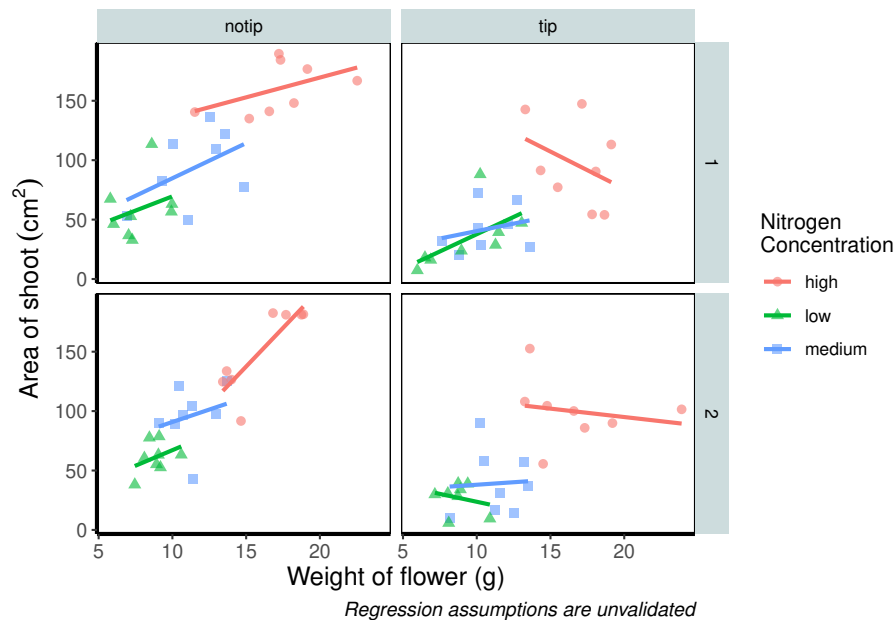 notip tip
150
100
50
0
1
150
100
50
0
2
5 10 15 20 5 10 15 20
Area of shoot (cm²)
Weight of flower (g)
Regression assumptions are unvalidated
Nitrogen
Concentration
high
low
medium